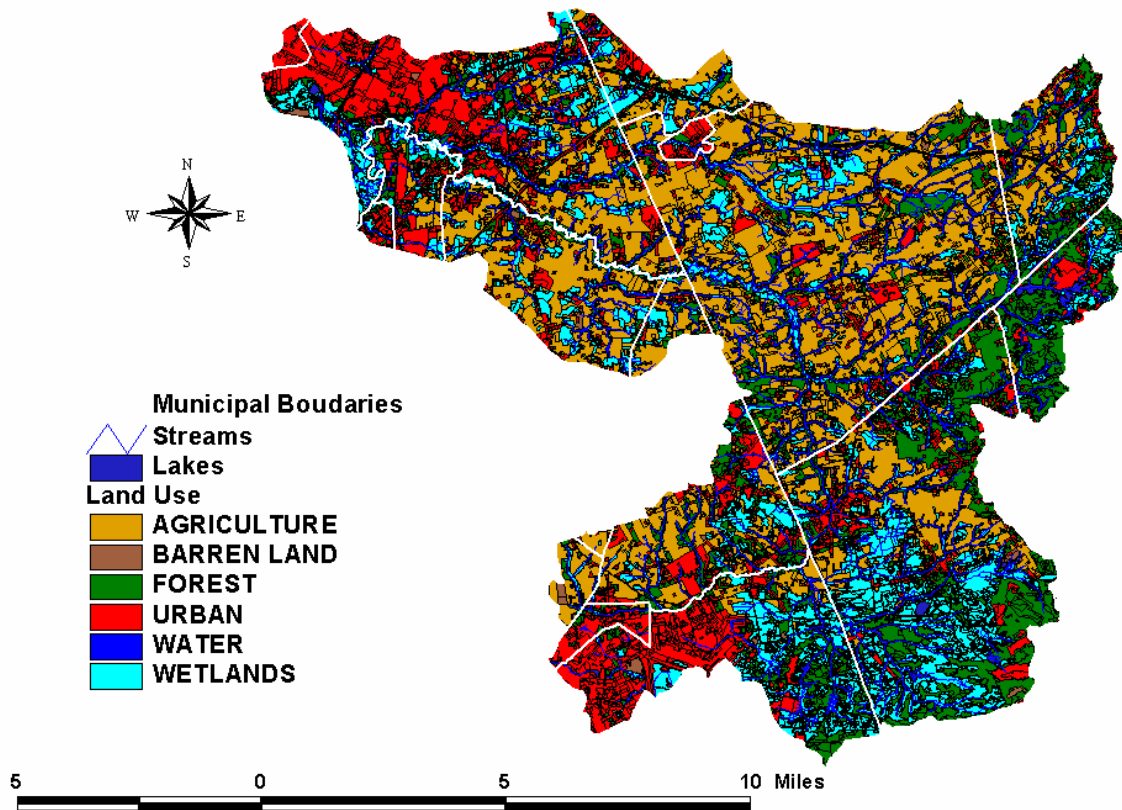 N
W E
S
Municipal Boudaries
Streams
Lakes
Land Use
AGRICULTURE
BARREN LAND
FOREST
URBAN
WATER
WETLANDS
5 0 5 10 Miles